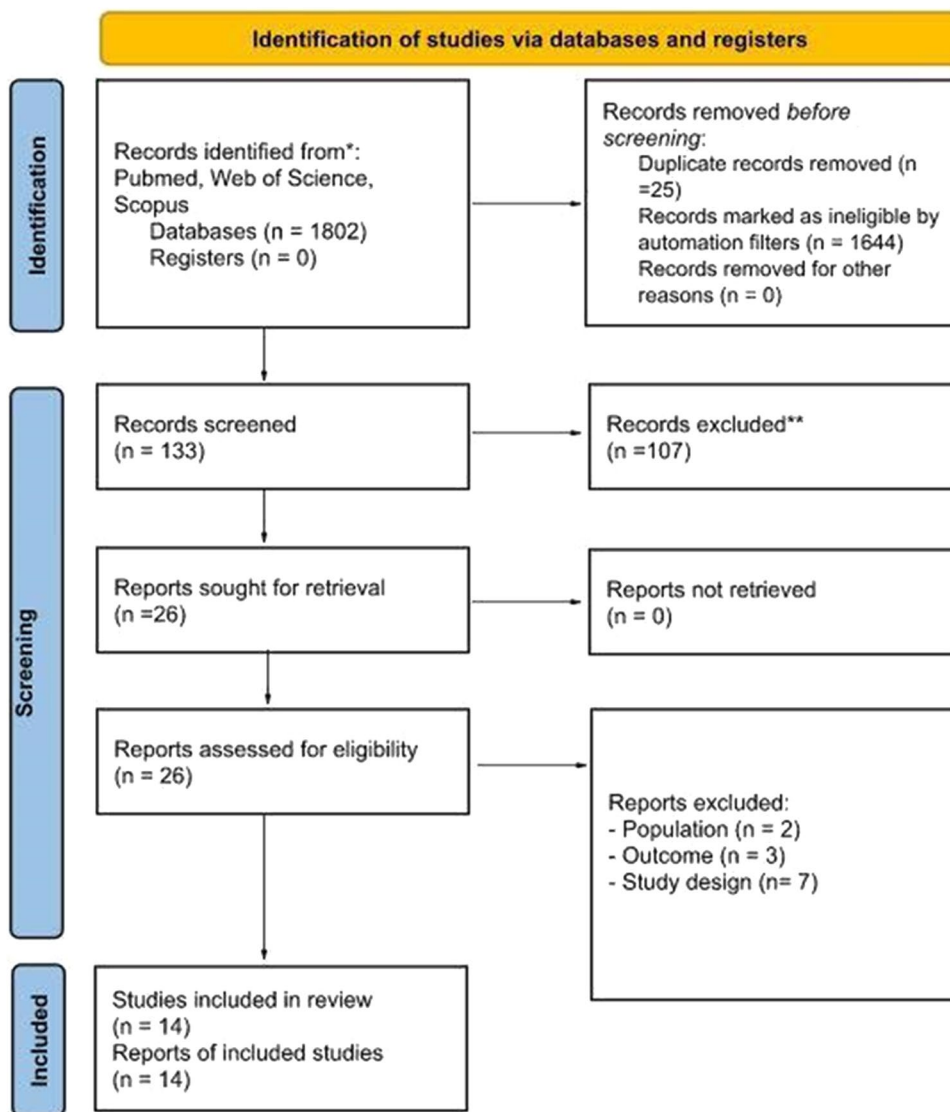 Identification of studies via databases and registers
Identification
Records identified from*:
Pubmed, Web of Science,
Scopus
Databases (n = 1802)
Registers (n = 0)
Records removed before
screening:
Duplicate records removed (n
=25)
Records marked as ineligible by
automation filters (n = 1644)
Records removed for other
reasons (n = 0)
Screening
Records screened
(n = 133)
Records excluded**
(n =107)
Reports sought for retrieval
(n =26)
Reports not retrieved
(n = 0)
Reports assessed for eligibility
(n = 26)
Reports excluded:
- Population (n = 2)
- Outcome (n = 3)
- Study design (n= 7)
Included
Studies included in review
(n = 14)
Reports of included studies
(n = 14)